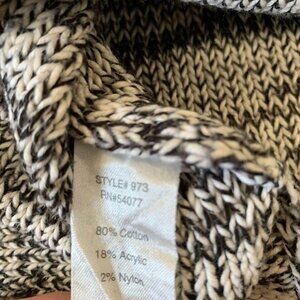 STYLE# 973
RN#54077
80% Cotton
18% Acrylic
2% Nylon